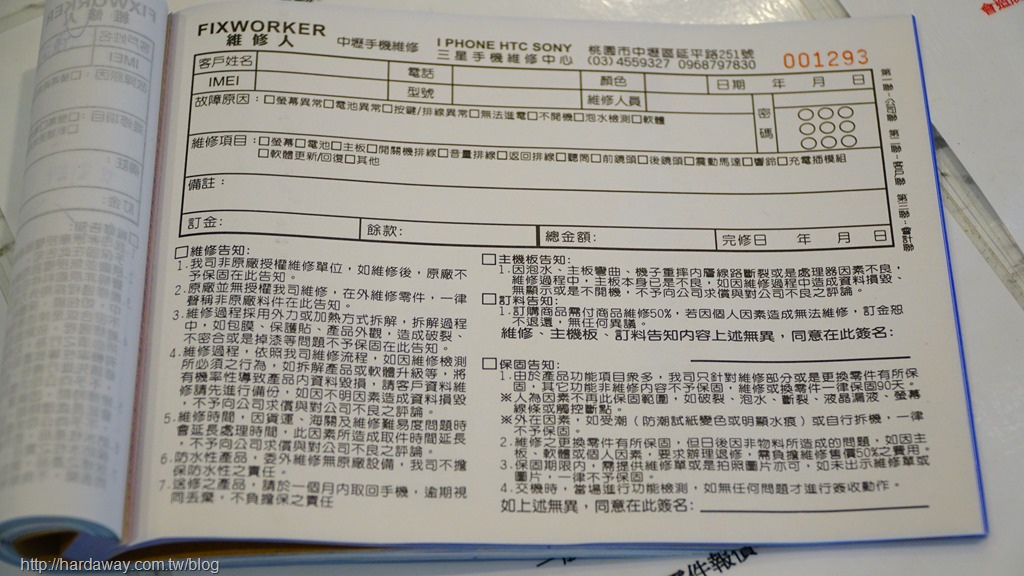 FIXWORKER
維修人
中壢手機維修
I PHONE HTC SONY
三星手機維修中心
桃園市中壢區延平路251號
(03) 4559327 0968797830
001293
客戶姓名
電話
顏色
日期 年 月 日
IMEI
型號
維修人員
故障原因：□螢幕異常□電池異常□按鍵/排線異常□無法進電□不開機□泡水檢測□軟體
密碼
維修項目：□螢幕□電池□主板□開關機排線□音量排線□返回排線□聽筒□前鏡頭□後鏡頭□震動馬達□響鈴□充電插模組
□軟體更新/回復□其他
備註：
訂金：
餘款：
總金額：
完修日 年 月 日
□維修告知:
1.我司非原廠授權維修單位，如維修後，原廠不
予保固在此告知。
2.原廠並無授權我司維修，在外維修零件，一律
聲稱非原廠料件在此告知。
3.維修過程採用外力或加熱方式拆解，拆解過程
中，如包膜、保護貼、產品外觀，造成破裂、
不密合或是掉漆等問題不予保固在此告知。
4.維修過程，依照我司維修流程，如因維修檢測
所必須之行為，如拆解產品或軟體升級等，將
有機率性導致產品內資料毀損，請客戶資料維
修請先進行備份，如因不明因素造成資料損毀
，不予向公司求償與對公司不良之評論。
5.維修時間，因貨運、海關及維修難易度問題時
會延長處理時間，此因素所造成取件時間延長
，不予向公司求償與對公司不良之評論。
6.防水性產品，委外維修無原廠設備，我司不擔
保防水性之責任。
7.送修之產品，請於一個月內取回手機，逾期視
同丟棄，不負擔保之責任
□主機板告知:
1.因泡水、主板彎曲、機子重摔內層線路斷裂或是處理器因素不良，
維修過程中，主板本身已是不良，如因維修過程中造成資料損毀、
無顯示或是不開機，不予向公司求償與對公司不良之評論。
□訂料告知:
1.訂購商品需付商品維修50%，若因個人因素造成無法維修，訂金恕
不退還，無任何異議。
維修、主機板、訂料告知內容上述無異，同意在此簽名:
□保固告知:
1.由於產品功能項目眾多，我司只針對維修部分或是更換零件有所保
固，其它功能非維修內容不予保固，維修或換零件一律保固90天。
※人為因素不再此保固範圍，如破裂、泡水、斷裂、液晶漏液、螢幕
線條或觸控斷點。
※外在因素，如受潮（防潮試紙變色或明顯水痕）或自行拆機，一律
不予保固。
2.維修之更換零件有所保固，但日後因非物料所造成的問題，如因主
板、軟體或個人因素，要求辦理退修，需負擔維修售價50%之費用。
3.保固期限內，需提供維修單或是拍照圖片亦可，如未出示維修單或
圖片，一律不予保固。
4.交機時，當場進行功能檢測，如無任何問題才進行簽收動作。
如上述無異，同意在此簽名:
http://hardaway.com.tw/blog